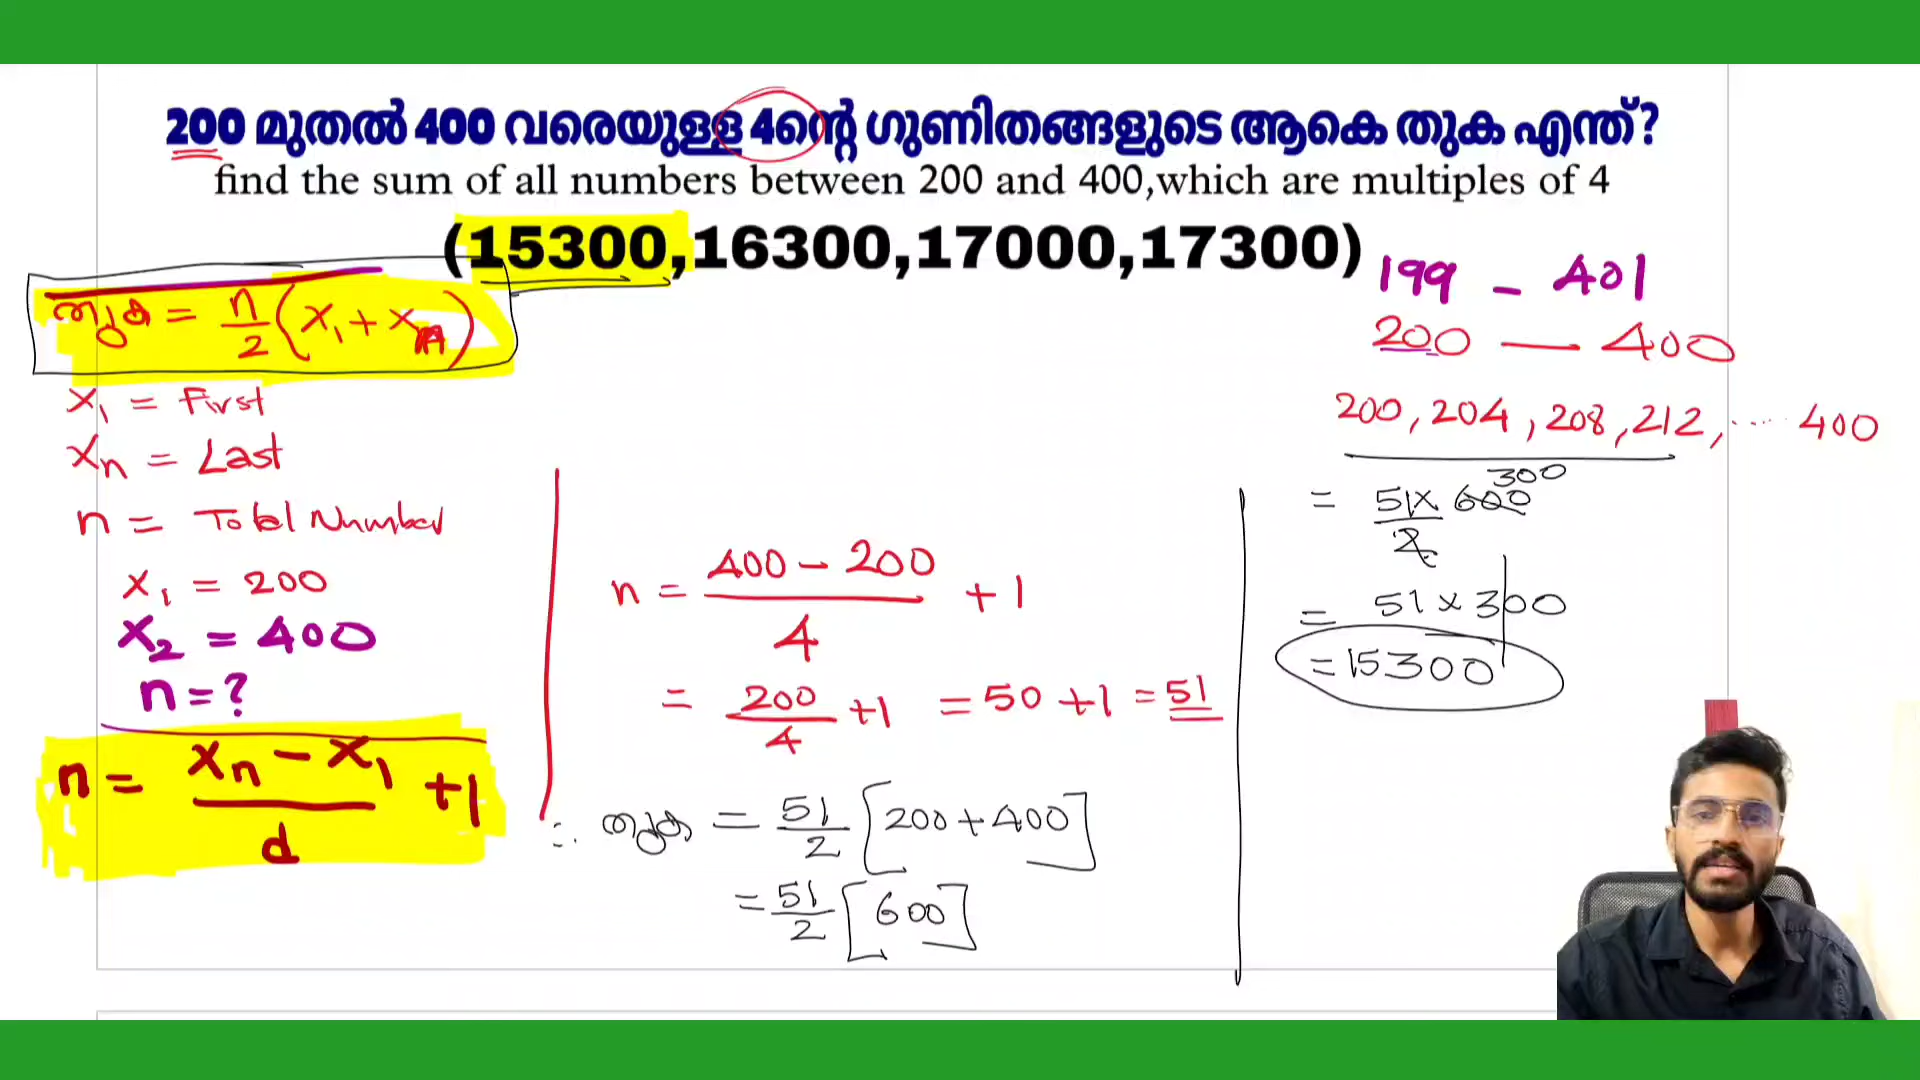 200 മുതൽ 400 വരെയുള്ള 4ന്റെ ഗുണിതങ്ങളുടെ ആകെ തുക എന്ത്?
find the sum of all numbers between 200 and 400,which are multiples of 4
(15300,16300,17000,17300)
199 - 401
200 — 400
200, 204, 208, 212, ..... 400
തുക = n/2 (x₁ + xₙ)
x₁ = First
xₙ = Last
n = Total Number
x₁ = 200
x₂ = 400
n = ?
n = (xₙ - x₁)/d + 1
n = (400 - 200)/4 + 1
= 200/4 + 1 = 50 + 1 = 51
∴ തുക = 51/2 [200 + 400]
= 51/2 [600]
= 51 × 600/2 300
= 51 × 300
= 15300